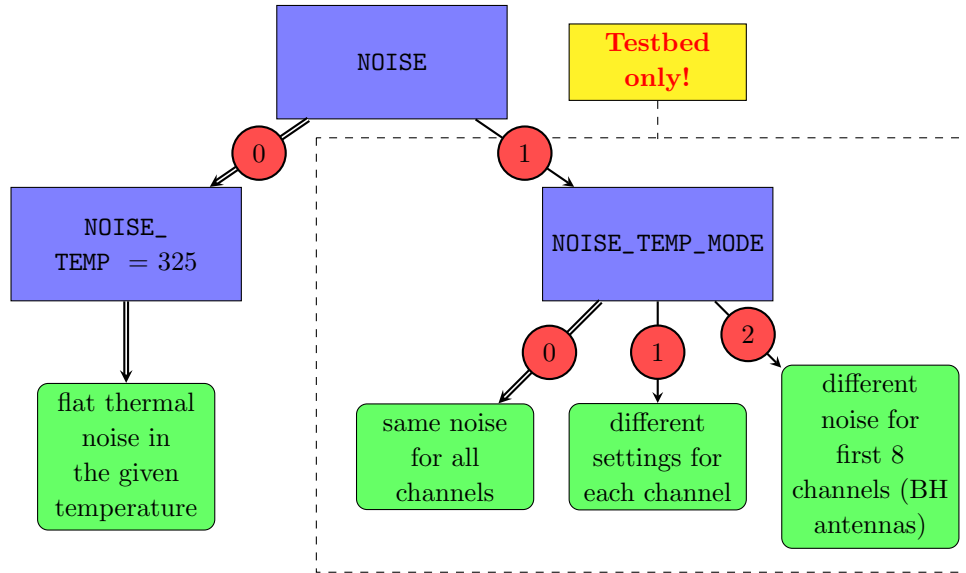 NOISE
Testbed
only!
0
1
NOISE_
TEMP = 325
NOISE_TEMP_MODE
0
1
2
flat thermal
noise in
the given
temperature
same noise
for all
channels
different
settings for
each channel
different
noise for
first 8
channels (BH
antennas)